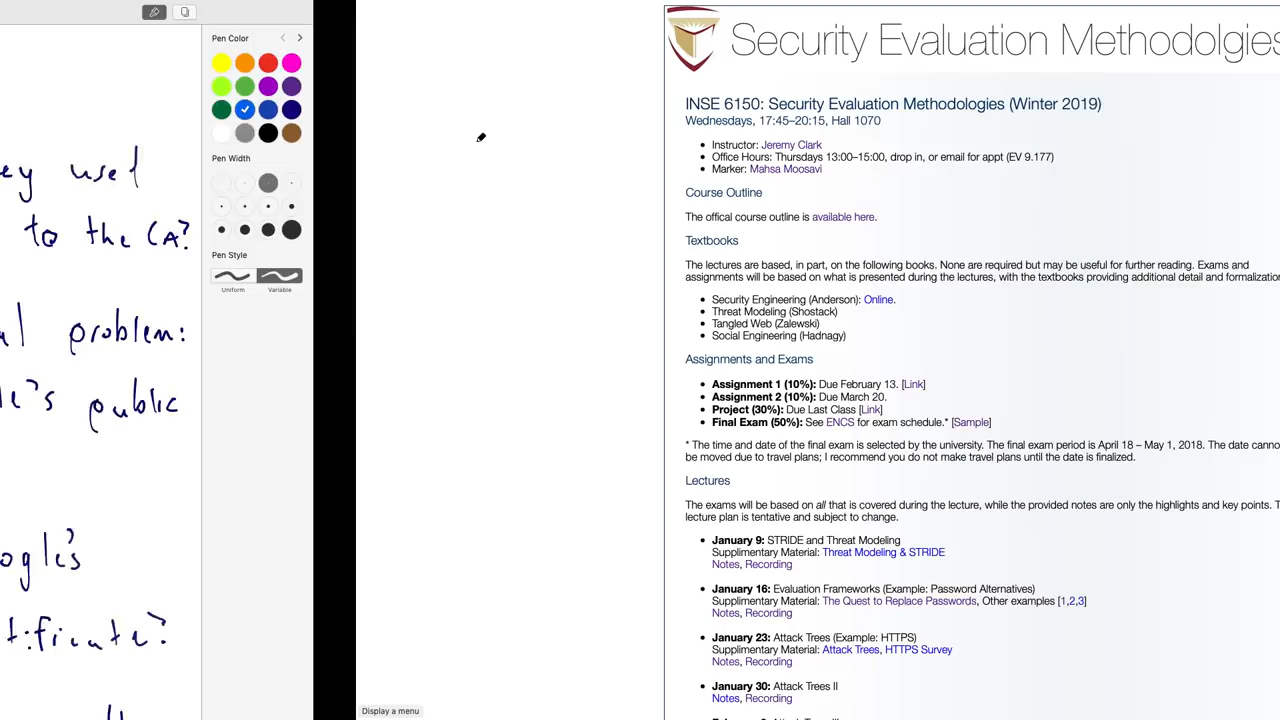 Pen Color
Pen Width
Pen Style
Uniform
Variable
ey used
to the CA?
problem:
le's public
ogle's
tificate?
Security Evaluation Methodolgies
INSE 6150: Security Evaluation Methodologies (Winter 2019)
Wednesdays, 17:45–20:15, Hall 1070
Instructor: Jeremy Clark
Office Hours: Thursdays 13:00–15:00, drop in, or email for appt (EV 9.177)
Marker: Mahsa Moosavi
Course Outline
The offical course outline is available here.
Textbooks
The lectures are based, in part, on the following books. None are required but may be useful for further reading. Exams and
assignments will be based on what is presented during the lectures, with the textbooks providing additional detail and formalization
Security Engineering (Anderson): Online.
Threat Modeling (Shostack)
Tangled Web (Zalewski)
Social Engineering (Hadnagy)
Assignments and Exams
Assignment 1 (10%): Due February 13. [Link]
Assignment 2 (10%): Due March 20.
Project (30%): Due Last Class [Link]
Final Exam (50%): See ENCS for exam schedule.* [Sample]
* The time and date of the final exam is selected by the university. The final exam period is April 18 – May 1, 2018. The date canno
be moved due to travel plans; I recommend you do not make travel plans until the date is finalized.
Lectures
The exams will be based on all that is covered during the lecture, while the provided notes are only the highlights and key points. T
lecture plan is tentative and subject to change.
January 9: STRIDE and Threat Modeling
Supplimentary Material: Threat Modeling & STRIDE
Notes, Recording
January 16: Evaluation Frameworks (Example: Password Alternatives)
Supplimentary Material: The Quest to Replace Passwords, Other examples [1,2,3]
Notes, Recording
January 23: Attack Trees (Example: HTTPS)
Supplimentary Material: Attack Trees, HTTPS Survey
Notes, Recording
January 30: Attack Trees II
Notes, Recording
Display a menu